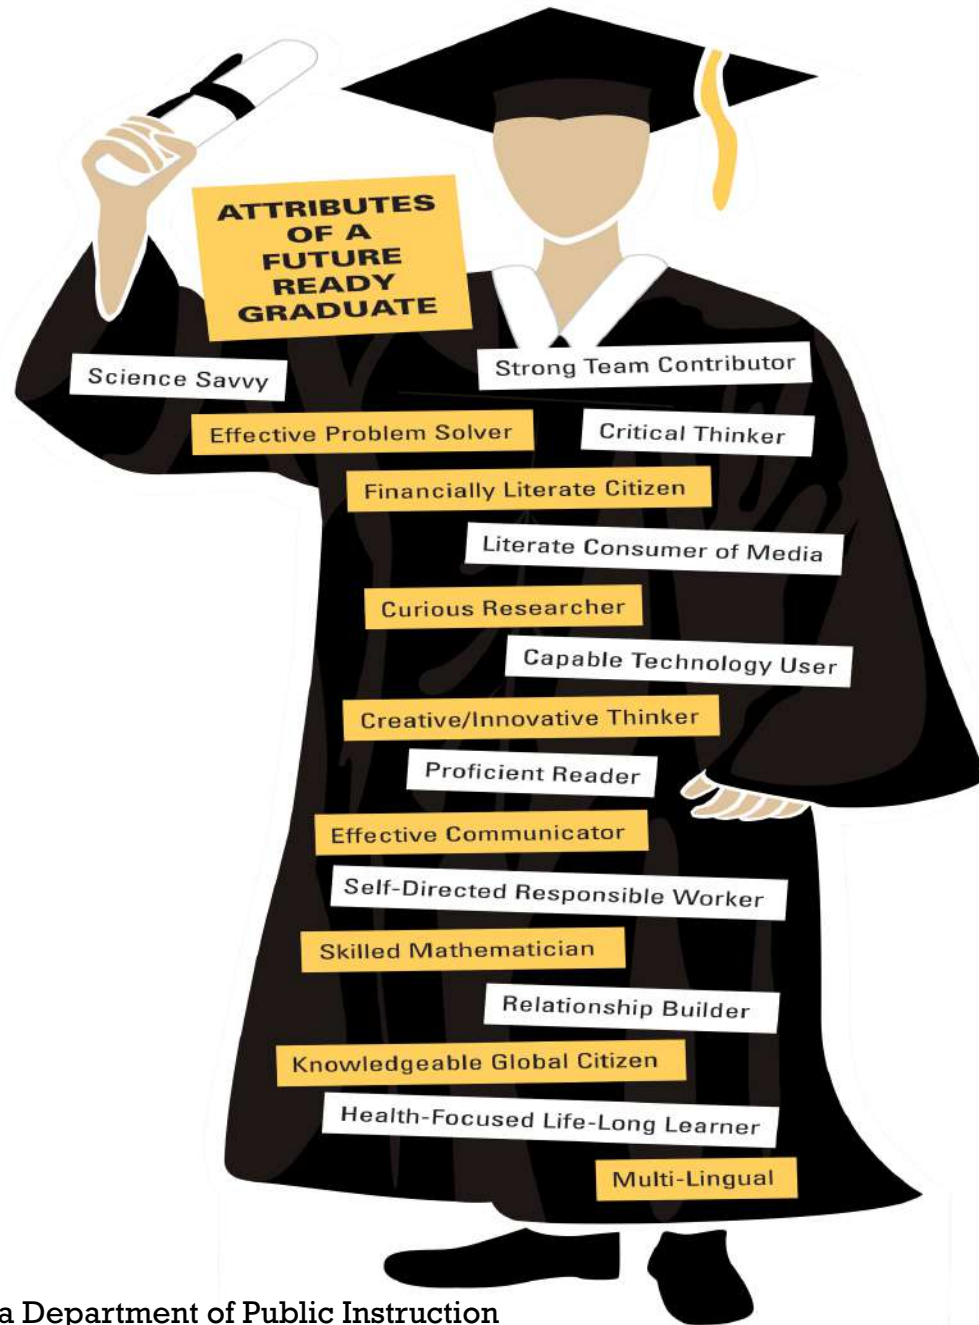 ATTRIBUTES
OF A
FUTURE
READY
GRADUATE
Science Savvy
Strong Team Contributor
Effective Problem Solver
Critical Thinker
Financially Literate Citizen
Literate Consumer of Media
Curious Researcher
Capable Technology User
Creative/Innovative Thinker
Proficient Reader
Effective Communicator
Self-Directed Responsible Worker
Skilled Mathematician
Relationship Builder
Knowledgeable Global Citizen
Health-Focused Life-Long Learner
Multi-Lingual
a Department of Public Instruction